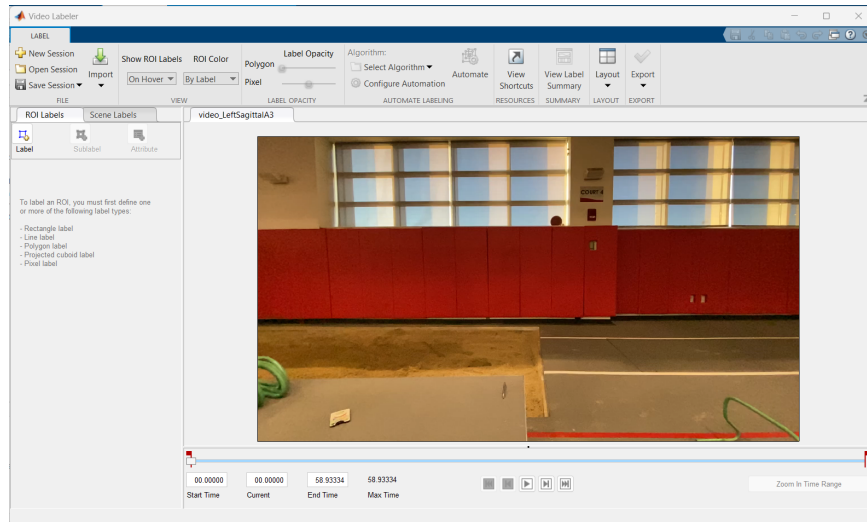 Video Labeler
LABEL
New Session
Open Session
Save Session
Import
FILE
Show ROI Labels
ROI Color
On Hover
By Label
VIEW
Label Opacity
Polygon
Pixel
LABEL OPACITY
Algorithm:
Select Algorithm
Configure Automation
Automate
AUTOMATE LABELING
View
Shortcuts
RESOURCES
View Label
Summary
SUMMARY
Layout
LAYOUT
Export
EXPORT
ROI Labels
Scene Labels
video_LeftSagittalA3
Label
Sublabel
Attribute
To label an ROI, you must first define one
or more of the following label types:
- Rectangle label
- Line label
- Polygon label
- Projected cuboid label
- Pixel label
COURT 4
00.00000
00.00000
58.93334
58.93334
Start Time
Current
End Time
Max Time
Zoom In Time Range